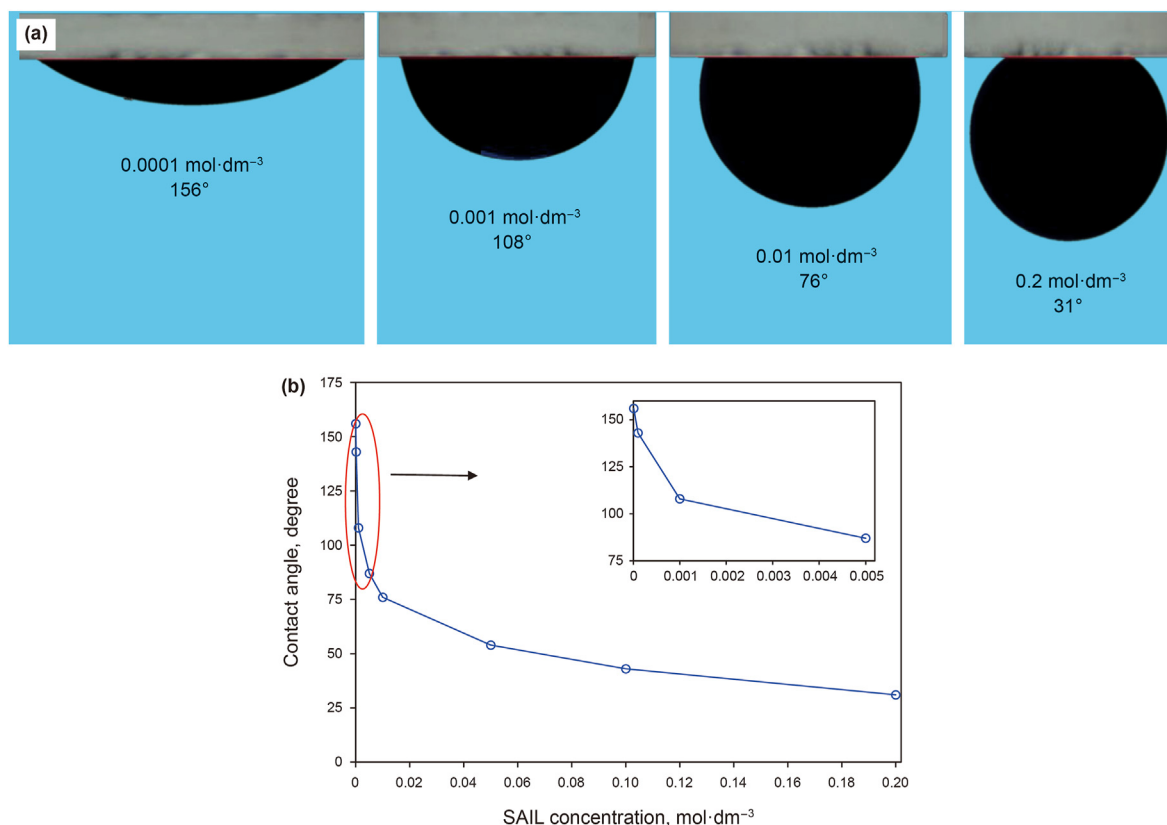 (a)
0.0001 mol·dm⁻³
156°
0.001 mol·dm⁻³
108°
0.01 mol·dm⁻³
76°
0.2 mol·dm⁻³
31°
(b)
175
150
125
100
75
50
25
0
Contact angle, degree
0 0.02 0.04 0.06 0.08 0.10 0.12 0.14 0.16 0.18 0.20
SAIL concentration, mol·dm⁻³
150
125
100
75
0 0.001 0.002 0.003 0.004 0.005